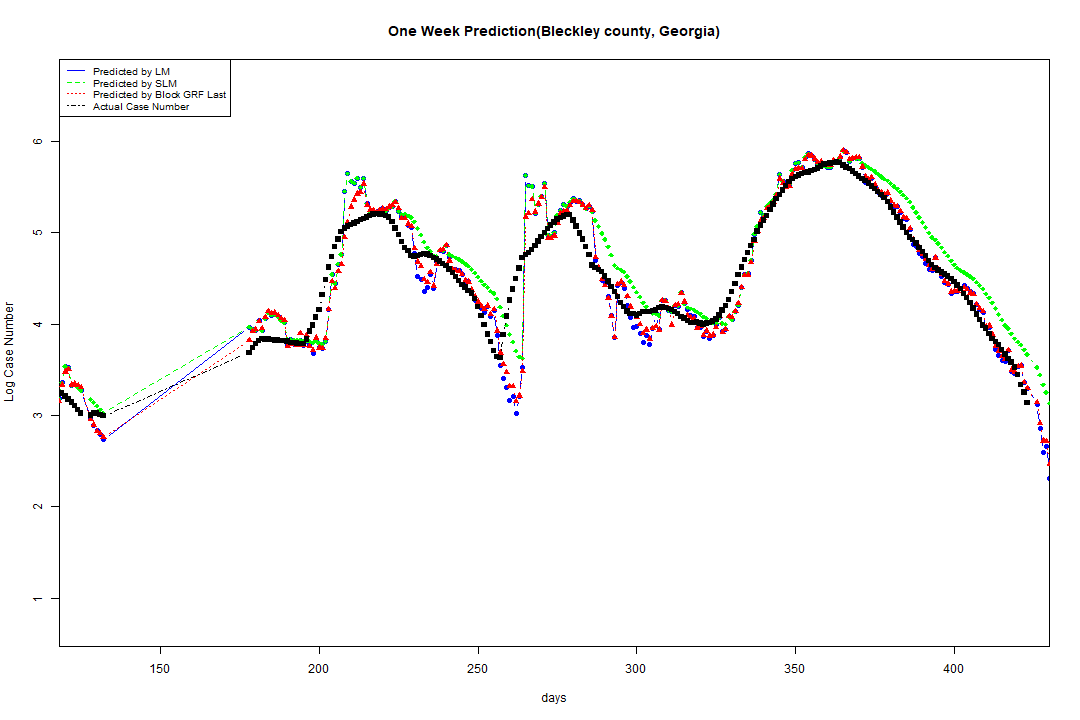 One Week Prediction(Bleckley county, Georgia)
Predicted by LM
Predicted by SLM
Predicted by Block GRF Last
Actual Case Number
Log Case Number
6
5
4
3
2
1
150 200 250 300 350 400
days